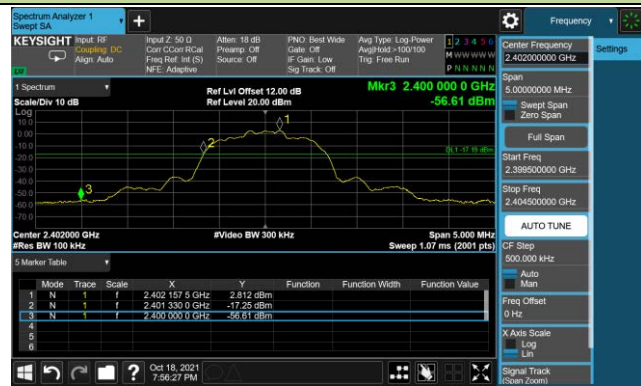 Spectrum Analyzer 1
Swept SA
Frequency
KEYSIGHT
Input: RF
Coupling: DC
Align: Auto
Input Z: 50 Ω
Corr CCorr RCal
Freq Ref: Int (S)
NFE: Adaptive
Atten: 18 dB
Preamp: Off
Source: Off
PNO: Best Wide
Gate: Off
IF Gain: Low
Sig Track: Off
Avg Type: Log-Power
Avg|Hold:>100/100
Trig: Free Run
1 2 3 4 5 6
M W W W W W
P N N N N N
Center Frequency
2.402000000 GHz
Settings
Span
5.00000000 MHz
Swept Span
Zero Span
Full Span
Start Freq
2.399500000 GHz
Stop Freq
2.404500000 GHz
AUTO TUNE
CF Step
500.000 kHz
Auto
Man
Freq Offset
0 Hz
X Axis Scale
Log
Lin
Signal Track
(Span Zoom)
1 Spectrum
Scale/Div 10 dB
Ref Lvl Offset 12.00 dB
Ref Level 20.00 dBm
Mkr3 2.400 000 0 GHz
-56.61 dBm
Log
10.0
0.00
-10.0
-20.0
-30.0
-40.0
-50.0
-60.0
-70.0
1
2
3
Center 2.402000 GHz
#Res BW 100 kHz
#Video BW 300 kHz
Span 5.000 MHz
Sweep 1.07 ms (2001 pts)
5 Marker Table
Mode Trace Scale X Y Function Function Width Function Value
1 N 1 f 2.402 157 5 GHz 2.812 dBm
2 N 1 f 2.401 330 0 GHz -17.25 dBm
3 N 1 f 2.400 000 0 GHz -56.61 dBm
4
5
6
Oct 18, 2021
7:56:27 PM